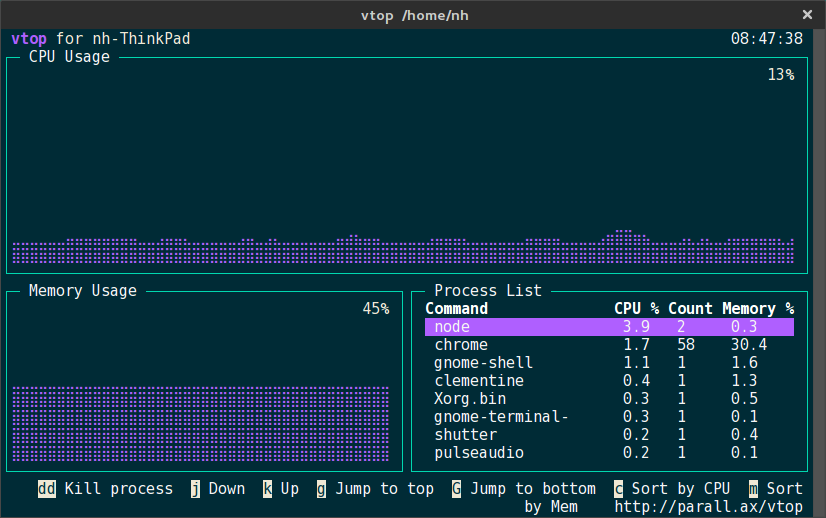 vtop /home/nh
vtop for nh-ThinkPad 08:47:38
CPU Usage
13%
Memory Usage
45%
Process List
Command CPU % Count Memory %
node 3.9 2 0.3
chrome 1.7 58 30.4
gnome-shell 1.1 1 1.6
clementine 0.4 1 1.3
Xorg.bin 0.3 1 0.5
gnome-terminal- 0.3 1 0.1
shutter 0.2 1 0.4
pulseaudio 0.2 1 0.1
dd Kill process j Down k Up g Jump to top G Jump to bottom c Sort by CPU m Sort
by Mem http://parall.ax/vtop